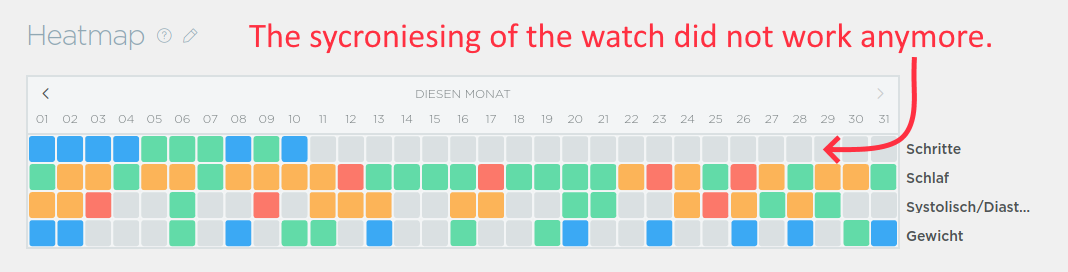 Heatmap ?
The sycroniesing of the watch did not work anymore.
DIESEN MONAT
01 02 03 04 05 06 07 08 09 10 11 12 13 14 15 16 17 18 19 20 21 22 23 24 25 26 27 28 29 30 31
Schritte
Schlaf
Systolisch/Diast...
Gewicht